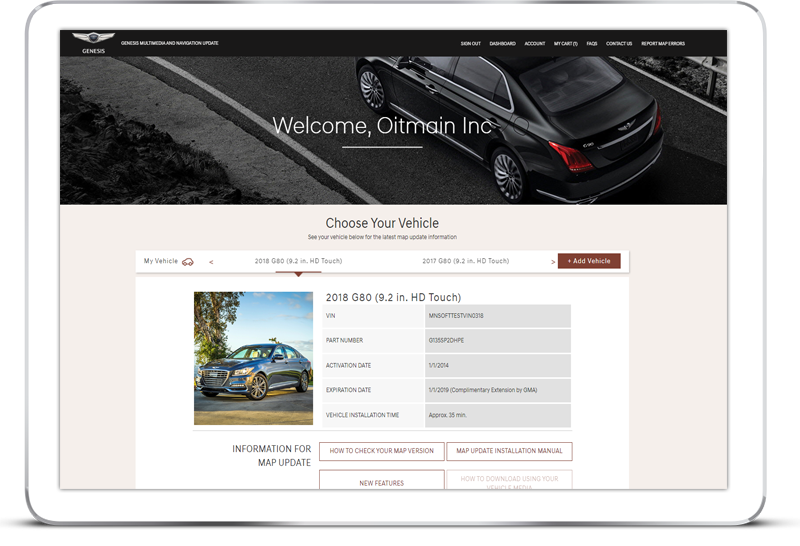 GENESIS
GENESIS MULTIMEDIA AND NAVIGATION UPDATE
SIGN OUT DASHBOARD ACCOUNT MY CART (1) FAQS CONTACT US REPORT MAP ERRORS
Welcome, Oitmain Inc
Choose Your Vehicle
See your vehicle below for the latest map update information
My Vehicle < 2018 G80 (9.2 in. HD Touch) 2017 G80 (9.2 in. HD Touch) > + Add Vehicle
2018 G80 (9.2 in. HD Touch)
VIN MNSOFTTESTVIN0318
PART NUMBER G135SP2DHPE
ACTIVATION DATE 1/1/2014
EXPIRATION DATE 1/1/2019 (Complimentary Extension by GMA)
VEHICLE INSTALLATION TIME Approx. 35 min.
INFORMATION FOR
MAP UPDATE
HOW TO CHECK YOUR MAP VERSION MAP UPDATE INSTALLATION MANUAL
NEW FEATURES HOW TO DOWNLOAD USING YOUR
VEHICLE MEDIA